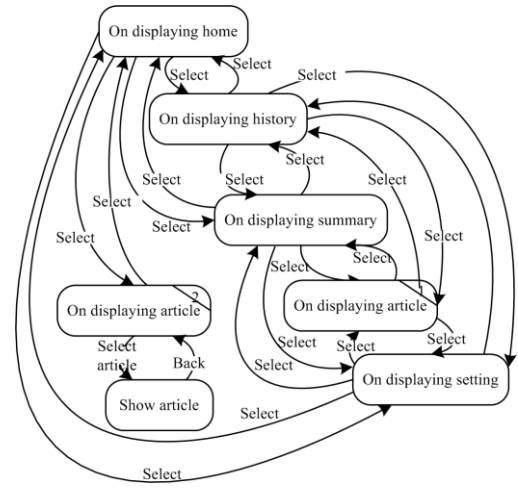 On displaying home
Select
Select
Select
On displaying history
Select
Select
Select
Select
Select
On displaying summary
Select
Select
Select
Select
Select
2
1
On displaying article
On displaying article
Select
article
Back
Select
Select
Select
On displaying setting
Show article
Select
Select